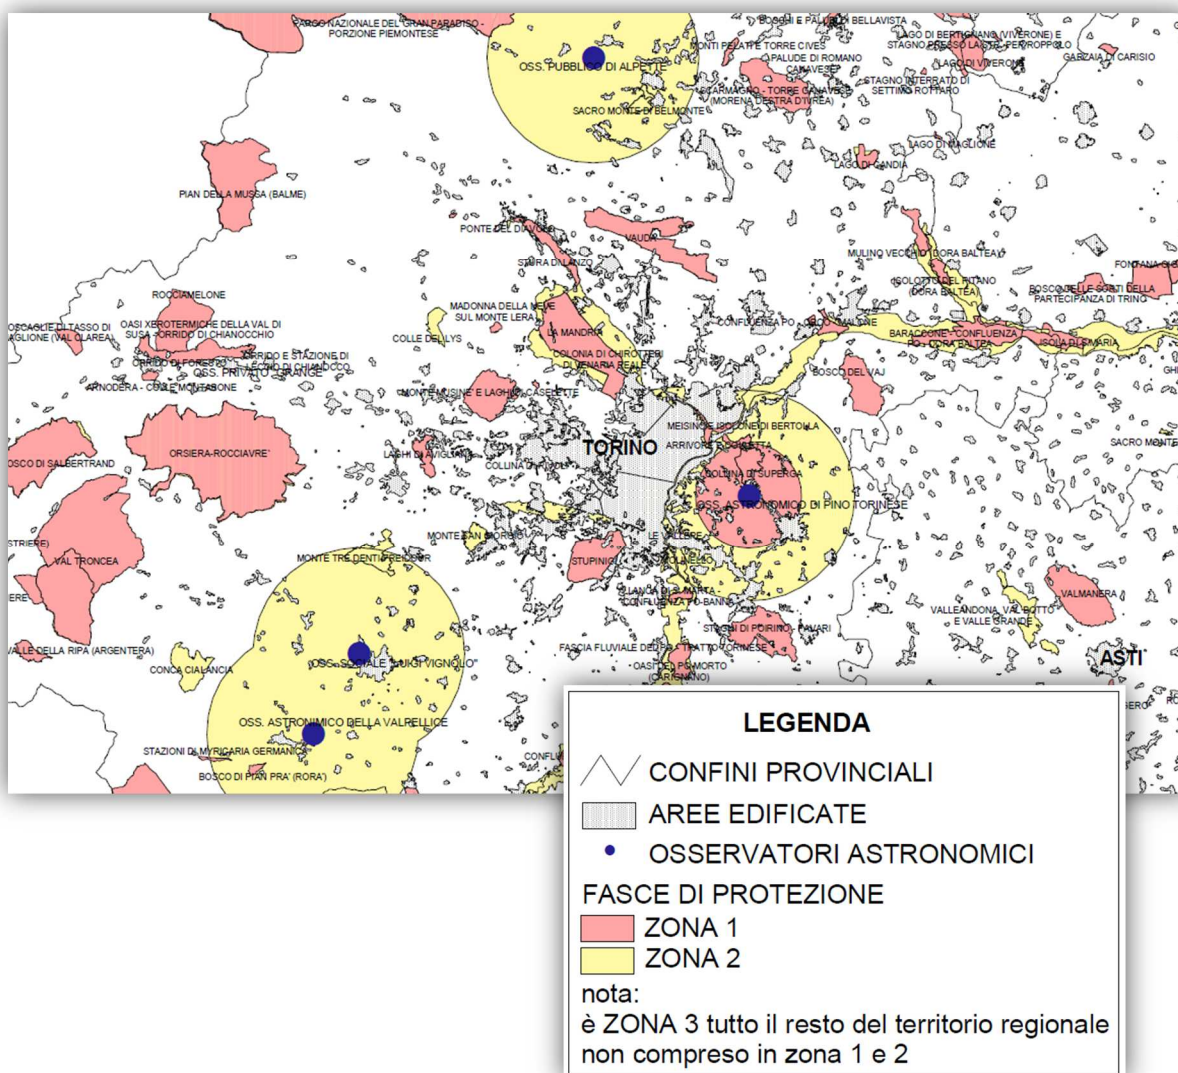 PARCO NAZIONALE DEL GRAN PARADISO -
PORZIONE PIEMONTESE
BOSCHI E PALUDI DI BELLAVISTA
LAGO DI BERTIGNANO (VIVERONE) E
STAGNO PRESSO LA STR. PER ROPPOLO
MONTI PELATI E TORRE CIVES
GARZAIA DI CARISIO
PALUDE DI ROMANO
CANAVESE
LAGO DI VIVERONE
OSS. PUBBLICO DI ALPETTE
STAGNO INTERRATO DI
SETTIMO ROTTARO
SCARMAGNO - TORRE CANAVESE
(MORENA DESTRA D'IVREA)
SACRO MONTE DI BELMONTE
LAGO DI MAGLIONE
LAGO DI CANDIA
PIAN DELLA MUSSA (BALME)
PONTE DEL DIAVOLO
VAUDA
MULINO VECCHIO (DORA BALTEA)
STURA DI LANZO
ISOLOTTO DEL RITANO
(DORA BALTEA)
BOSCO DELLE SORTI DELLA
PARTECIPANZA DI TRINO
ROCCIAMELONE
MADONNA DELLA NEVE
SUL MONTE LERA
OASI XEROTERMICHE DELLA VAL DI
SUSA - ORRIDO DI CHIANOCCO
LA MANDRIA
BARACCONE - CONFLUENZA
PO - DORA BALTEA
ISOLA DI S.MARIA
COLLE DEL LYS
COLONIA DI CHIROTTERI
DI VENARIA REALE
ORRIDO E STAZIONE DI
LECCIO DI CHIANOCCO
ORRIDO DI FORESTO
OSS. PRIVATO "GRANGE"
BOSCO DEL VAJ
ARNODERA - COLLE MONTABONE
MONTE MUSINE' E LAGHI DI CASELETTE
MEISINO E ISOLONE DI BERTOLLA
TORINO
ARRIVORE E COLLETTA
SACRO MONTE
ORSIERA-ROCCIAVRE'
LAGHI DI AVIGLIANA
BOSCO DI SALBERTRAND
COLLINA DI RIVOLI
COLLINA DI SUPERGA
OSS. ASTRONOMICO DI PINO TORINESE
MONTE SAN GIORGIO
LE VALLERE
STRIERE)
MONTE TRE DENTI - FREIDOUR
VAL TRONCEA
STUPINIGI
MOLINELLO
LANCA DI S. MARTA
CONFLUENZA PO-BANNA
VALMANERA
VALLEANDONA, VAL BOTTO
E VALLE GRANDE
STAGNI DI POIRINO - FAVARI
VALLE DELLA RIPA (ARGENTERA)
FASCIA FLUVIALE DEL PO - TRATTO TORINESE
ASTI
OSS. SOCIALE "LUIGI VIGNOLO"
CONCA CIALANCIA
OASI DEL PO MORTO
(CARIGNANO)
OSS. ASTRONIMICO DELLA VALPELLICE
STAZIONI DI MYRICARIA GERMANICA
BOSCO DI PIAN PRA' (RORA')
LEGENDA
CONFINI PROVINCIALI
AREE EDIFICATE
OSSERVATORI ASTRONOMICI
FASCE DI PROTEZIONE
ZONA 1
ZONA 2
nota:
è ZONA 3 tutto il resto del territorio regionale
non compreso in zona 1 e 2